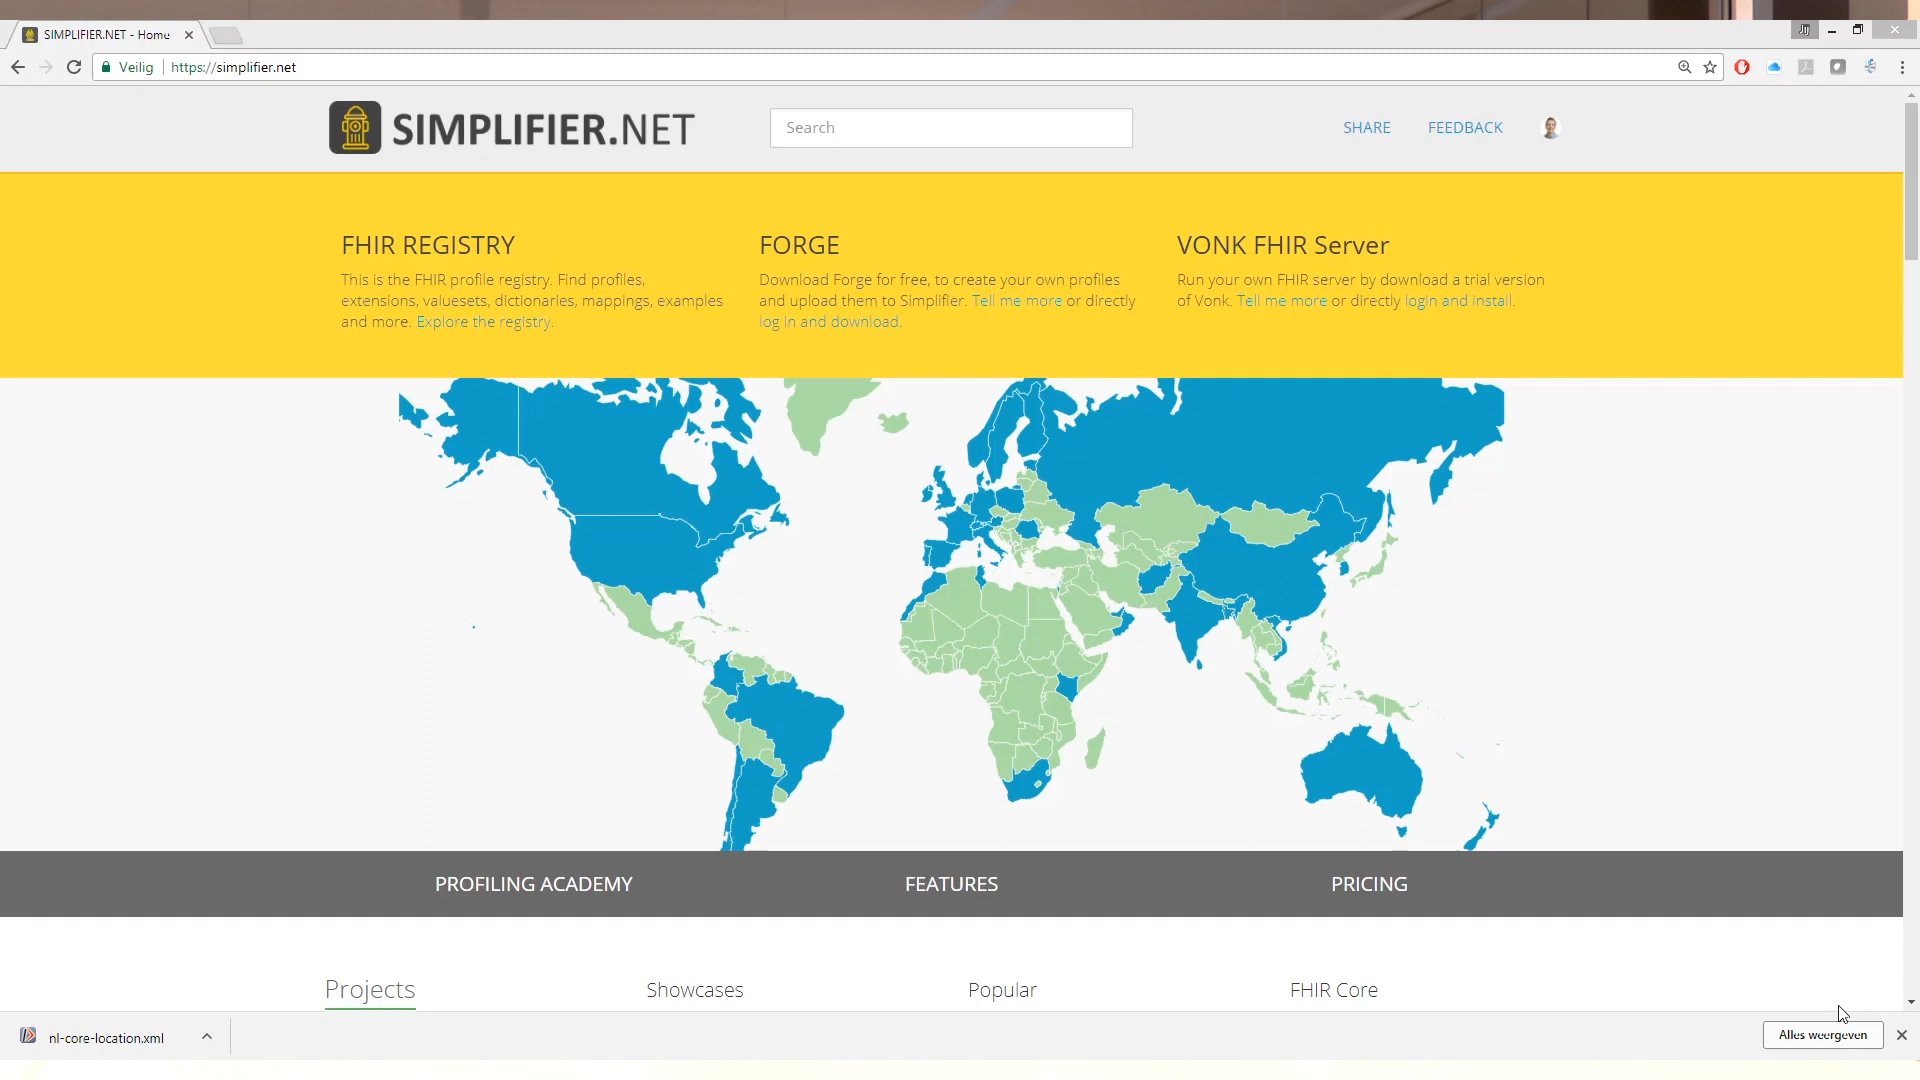 SIMPLIFIER.NET - Home
Veilig
https://simplifier.net
SIMPLIFIER.NET
Search
SHARE
FEEDBACK
FHIR REGISTRY
This is the FHIR profile registry. Find profiles,
extensions, valuesets, dictionaries, mappings, examples
and more. Explore the registry.
FORGE
Download Forge for free, to create your own profiles
and upload them to Simplifier. Tell me more or directly
log in and download.
VONK FHIR Server
Run your own FHIR server by download a trial version
of Vonk. Tell me more or directly login and install.
PROFILING ACADEMY
FEATURES
PRICING
Projects
Showcases
Popular
FHIR Core
nl-core-location.xml
Alles weergeven